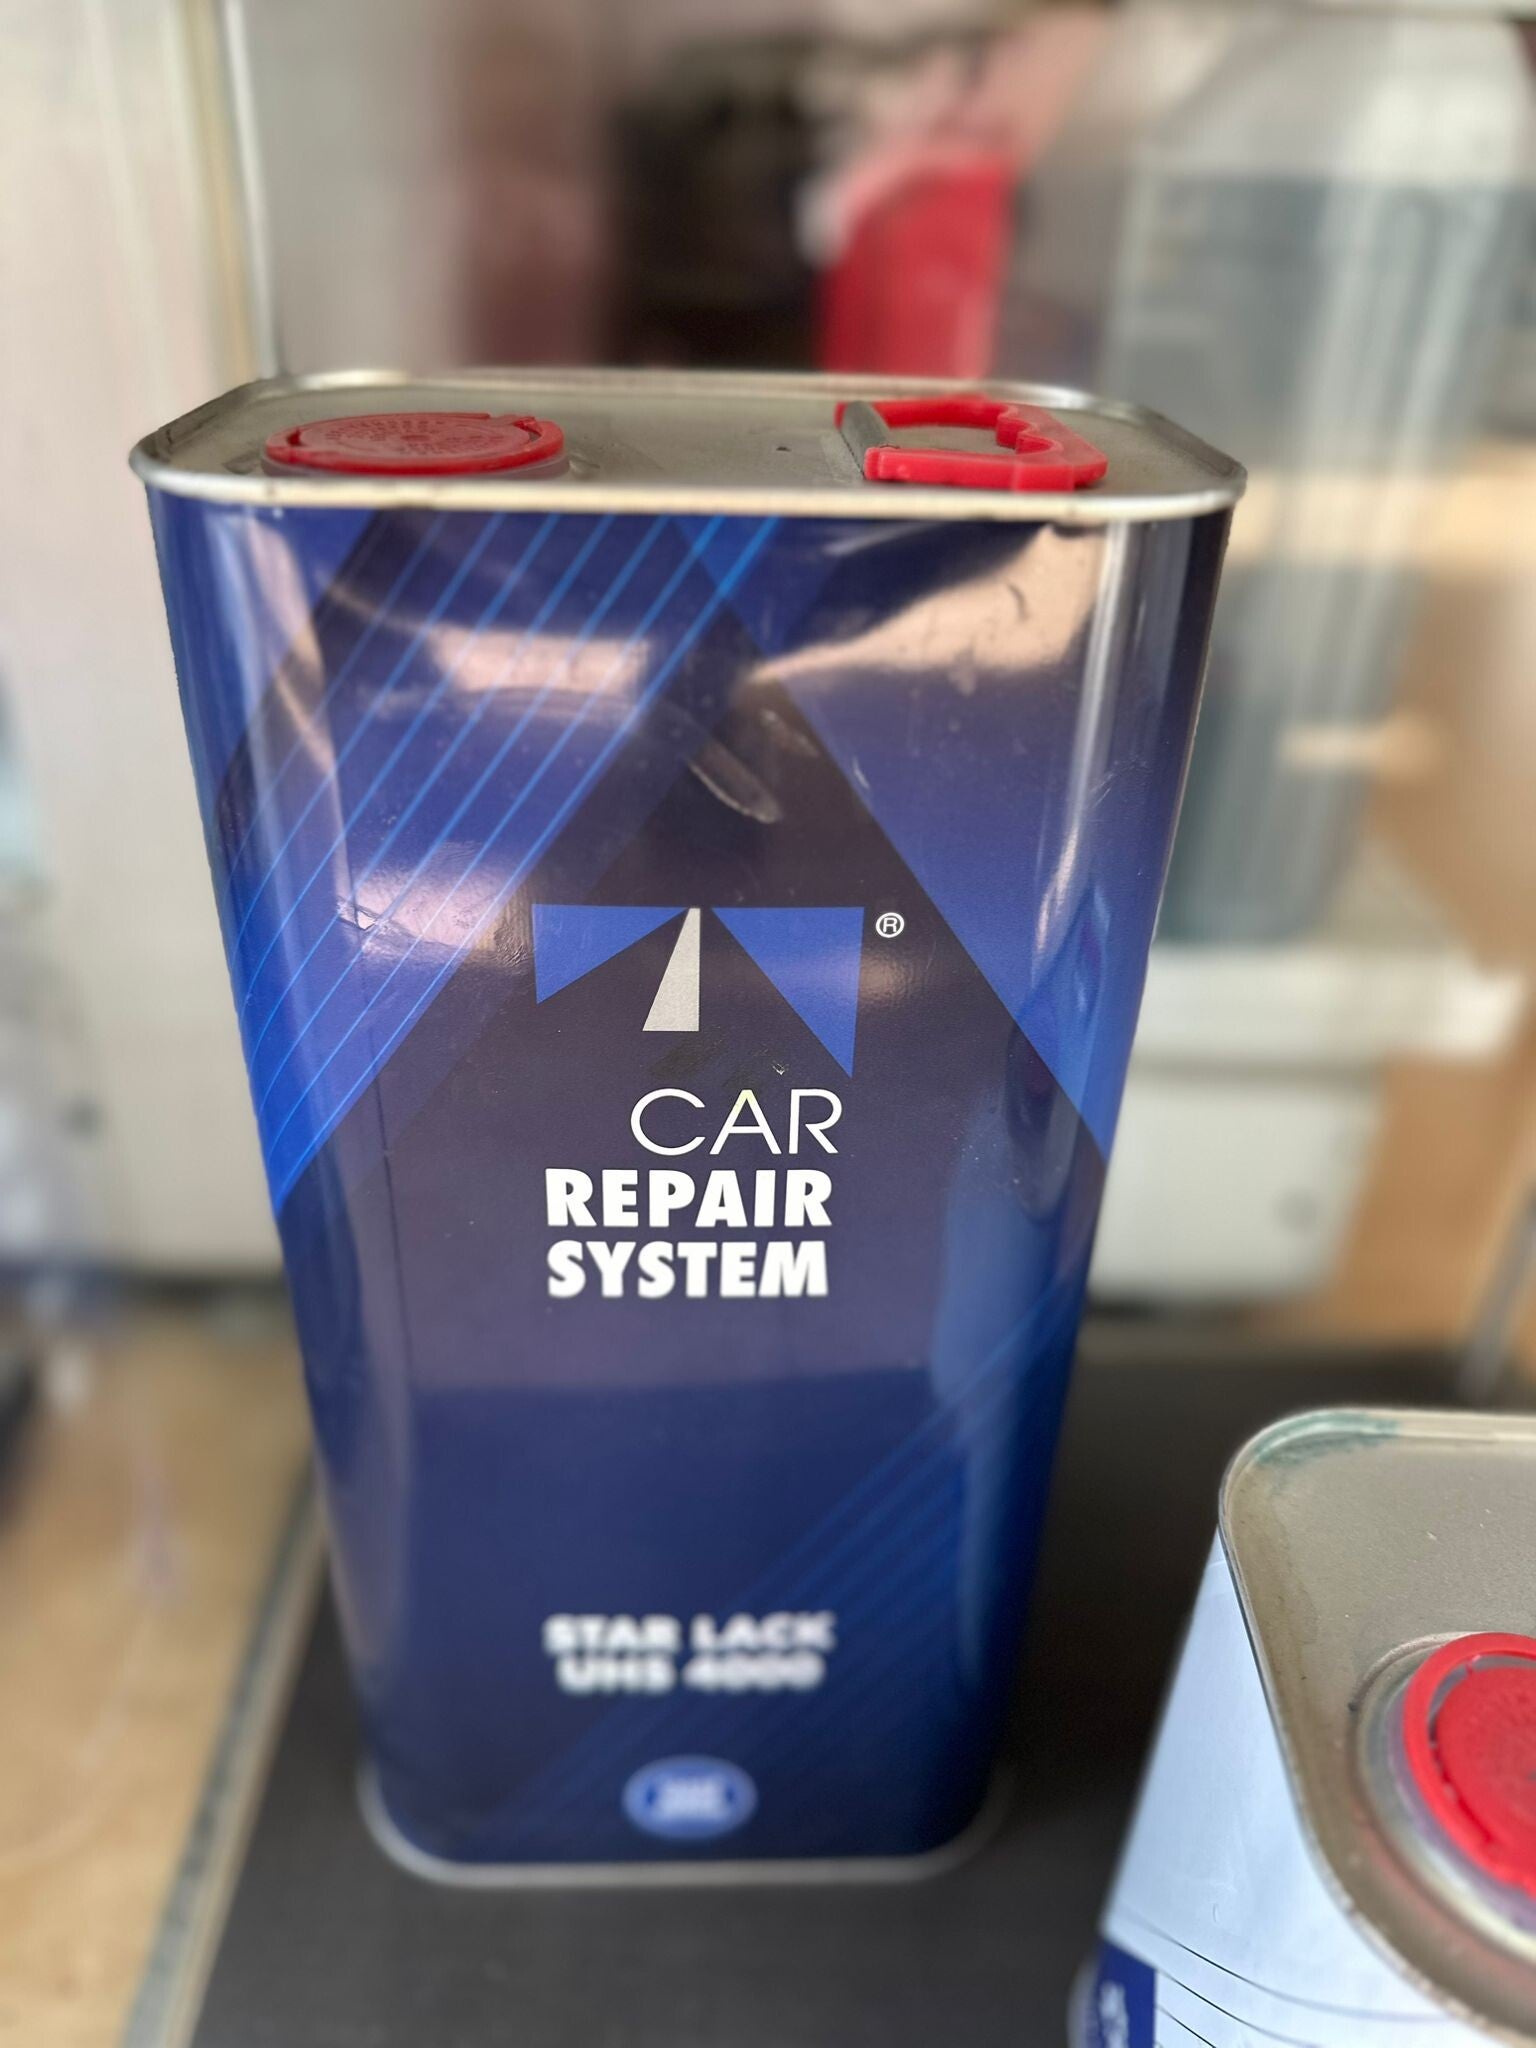 ®
CAR
REPAIR
SYSTEM
STAR LACK
UHS 4000